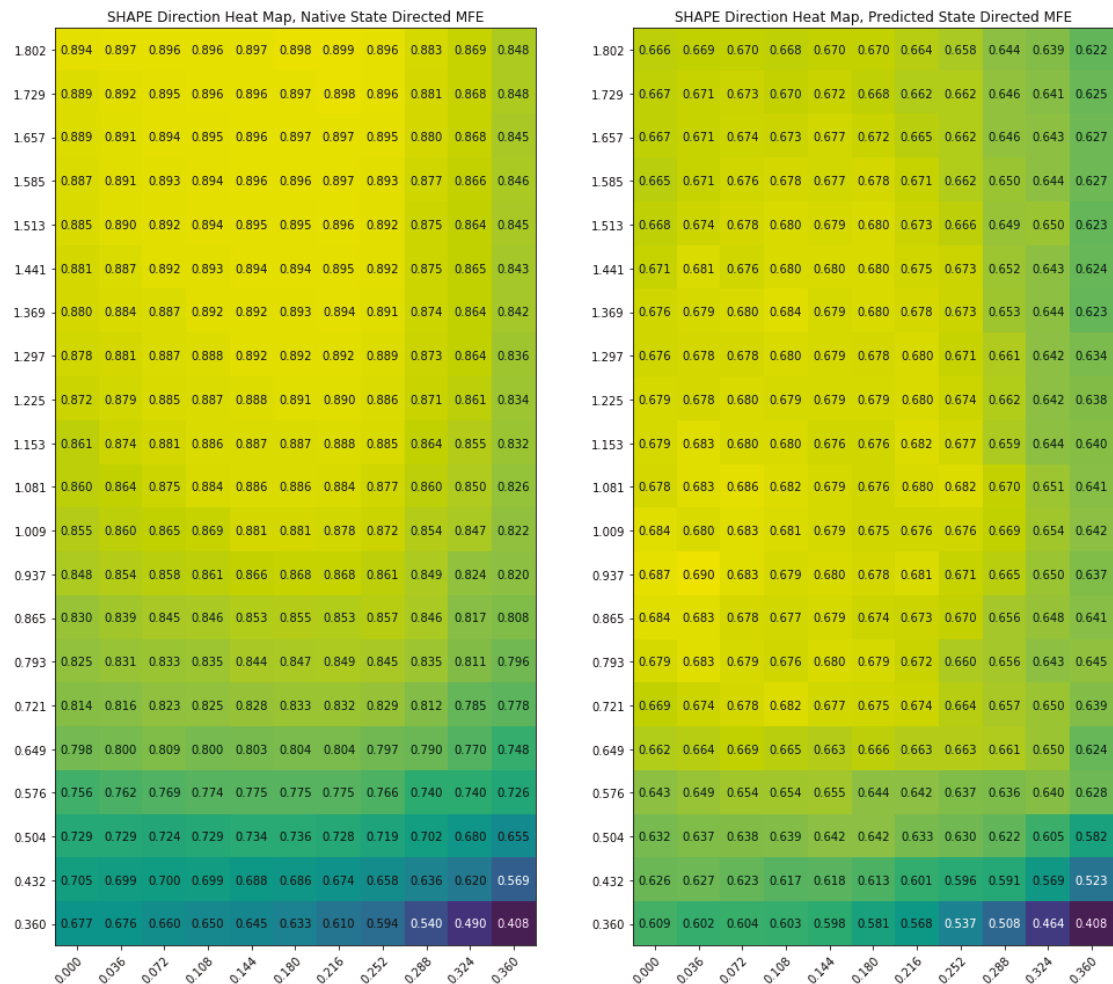 SHAPE Direction Heat Map, Native State Directed MFE SHAPE Direction Heat Map, Predicted State Directed MFE
1.802 0.894 0.897 0.896 0.896 0.897 0.898 0.899 0.896 0.883 0.869 0.848 1.802 0.666 0.669 0.670 0.668 0.670 0.670 0.664 0.658 0.644 0.639 0.622
1.729 0.889 0.892 0.895 0.896 0.896 0.897 0.898 0.896 0.881 0.868 0.848 1.729 0.667 0.671 0.673 0.670 0.672 0.668 0.662 0.662 0.646 0.641 0.625
1.657 0.889 0.891 0.894 0.895 0.896 0.897 0.897 0.895 0.880 0.868 0.845 1.657 0.667 0.671 0.674 0.673 0.677 0.672 0.665 0.662 0.646 0.643 0.627
1.585 0.887 0.891 0.893 0.894 0.896 0.896 0.897 0.893 0.877 0.866 0.846 1.585 0.665 0.671 0.676 0.678 0.677 0.678 0.671 0.662 0.650 0.644 0.627
1.513 0.885 0.890 0.892 0.894 0.895 0.895 0.896 0.892 0.875 0.864 0.845 1.513 0.668 0.674 0.678 0.680 0.679 0.680 0.673 0.666 0.649 0.650 0.623
1.441 0.881 0.887 0.892 0.893 0.894 0.894 0.895 0.892 0.875 0.865 0.843 1.441 0.671 0.681 0.676 0.680 0.680 0.680 0.675 0.673 0.652 0.643 0.624
1.369 0.880 0.884 0.887 0.892 0.892 0.893 0.894 0.891 0.874 0.864 0.842 1.369 0.676 0.679 0.680 0.684 0.679 0.680 0.678 0.673 0.653 0.644 0.623
1.297 0.878 0.881 0.887 0.888 0.892 0.892 0.892 0.889 0.873 0.864 0.836 1.297 0.676 0.678 0.678 0.680 0.679 0.678 0.680 0.671 0.661 0.642 0.634
1.225 0.872 0.879 0.885 0.887 0.888 0.891 0.890 0.886 0.871 0.861 0.834 1.225 0.679 0.678 0.680 0.679 0.679 0.679 0.680 0.674 0.662 0.642 0.638
1.153 0.861 0.874 0.881 0.886 0.887 0.887 0.888 0.885 0.864 0.855 0.832 1.153 0.679 0.683 0.680 0.680 0.676 0.676 0.682 0.677 0.659 0.644 0.640
1.081 0.860 0.864 0.875 0.884 0.886 0.886 0.884 0.877 0.860 0.850 0.826 1.081 0.678 0.683 0.686 0.682 0.679 0.676 0.680 0.682 0.670 0.651 0.641
1.009 0.855 0.860 0.865 0.869 0.881 0.881 0.878 0.872 0.854 0.847 0.822 1.009 0.684 0.680 0.683 0.681 0.679 0.675 0.676 0.676 0.669 0.654 0.642
0.937 0.848 0.854 0.858 0.861 0.866 0.868 0.868 0.861 0.849 0.824 0.820 0.937 0.687 0.690 0.683 0.679 0.680 0.678 0.681 0.671 0.665 0.650 0.637
0.865 0.830 0.839 0.845 0.846 0.853 0.855 0.853 0.857 0.846 0.817 0.808 0.865 0.684 0.683 0.678 0.677 0.679 0.674 0.673 0.670 0.656 0.648 0.641
0.793 0.825 0.831 0.833 0.835 0.844 0.847 0.849 0.845 0.835 0.811 0.796 0.793 0.679 0.683 0.679 0.676 0.680 0.679 0.672 0.660 0.656 0.643 0.645
0.721 0.814 0.816 0.823 0.825 0.828 0.833 0.832 0.829 0.812 0.785 0.778 0.721 0.669 0.674 0.678 0.682 0.677 0.675 0.674 0.664 0.657 0.650 0.639
0.649 0.798 0.800 0.809 0.800 0.803 0.804 0.804 0.797 0.790 0.770 0.748 0.649 0.662 0.664 0.669 0.665 0.663 0.666 0.663 0.663 0.661 0.650 0.624
0.576 0.756 0.762 0.769 0.774 0.775 0.775 0.775 0.766 0.740 0.740 0.726 0.576 0.643 0.649 0.654 0.654 0.655 0.644 0.642 0.637 0.636 0.640 0.628
0.504 0.729 0.729 0.724 0.729 0.734 0.736 0.728 0.719 0.702 0.680 0.655 0.504 0.632 0.637 0.638 0.639 0.642 0.642 0.633 0.630 0.622 0.605 0.582
0.432 0.705 0.699 0.700 0.699 0.688 0.686 0.674 0.658 0.636 0.620 0.569 0.432 0.626 0.627 0.623 0.617 0.618 0.613 0.601 0.596 0.591 0.569 0.523
0.360 0.677 0.676 0.660 0.650 0.645 0.633 0.610 0.594 0.540 0.490 0.408 0.360 0.609 0.602 0.604 0.603 0.598 0.581 0.568 0.537 0.508 0.464 0.408
0.000 0.036 0.072 0.108 0.144 0.180 0.216 0.252 0.288 0.324 0.360 0.000 0.036 0.072 0.108 0.144 0.180 0.216 0.252 0.288 0.324 0.360